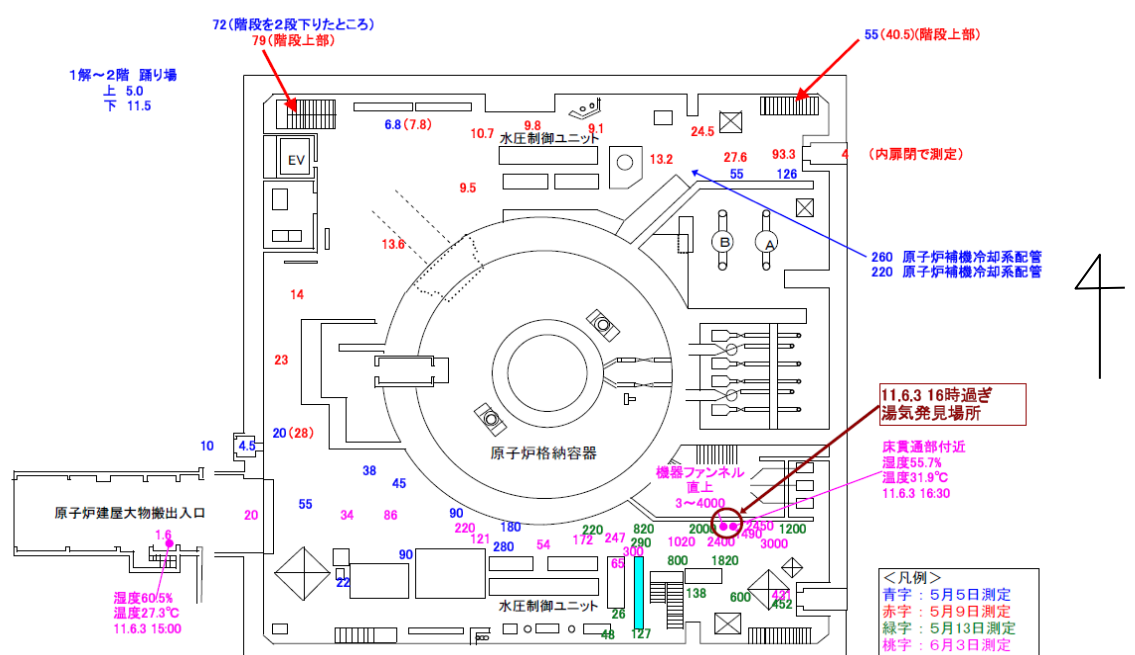 72(階段を2段下りたところ)
79(階段上部)
55(40.5)(階段上部)
1解～2階 踊り場
上 5.0
下 11.5
6.8(7.8)
10.7
9.8
9.1
水圧制御ユニット
24.5
EV
13.2
27.6
93.3
4 (内扉閉で測定)
55
126
9.5
B
A
13.6
260 原子炉補機冷却系配管
220 原子炉補機冷却系配管
14
23
11.6.3 16時過ぎ
湯気発見場所
20(28)
10
4.5
原子炉格納容器
床貫通部付近
湿度55.7%
温度31.9℃
11.6.3 16:30
機器ファンネル
直上
3～4000
38
45
55
原子炉建屋大物搬出入口
20
34
86
90
220
121
180
280
54
172
220
247
820
290
300
65
1020
2000
2400
2450
1490
1200
3000
1.6
90
22
800
1820
138
600
431
452
湿度60.5%
温度27.3℃
11.6.3 15:00
水圧制御ユニット
26
48
127
＜凡例＞
青字：5月5日測定
赤字：5月9日測定
緑字：5月13日測定
桃字：6月3日測定